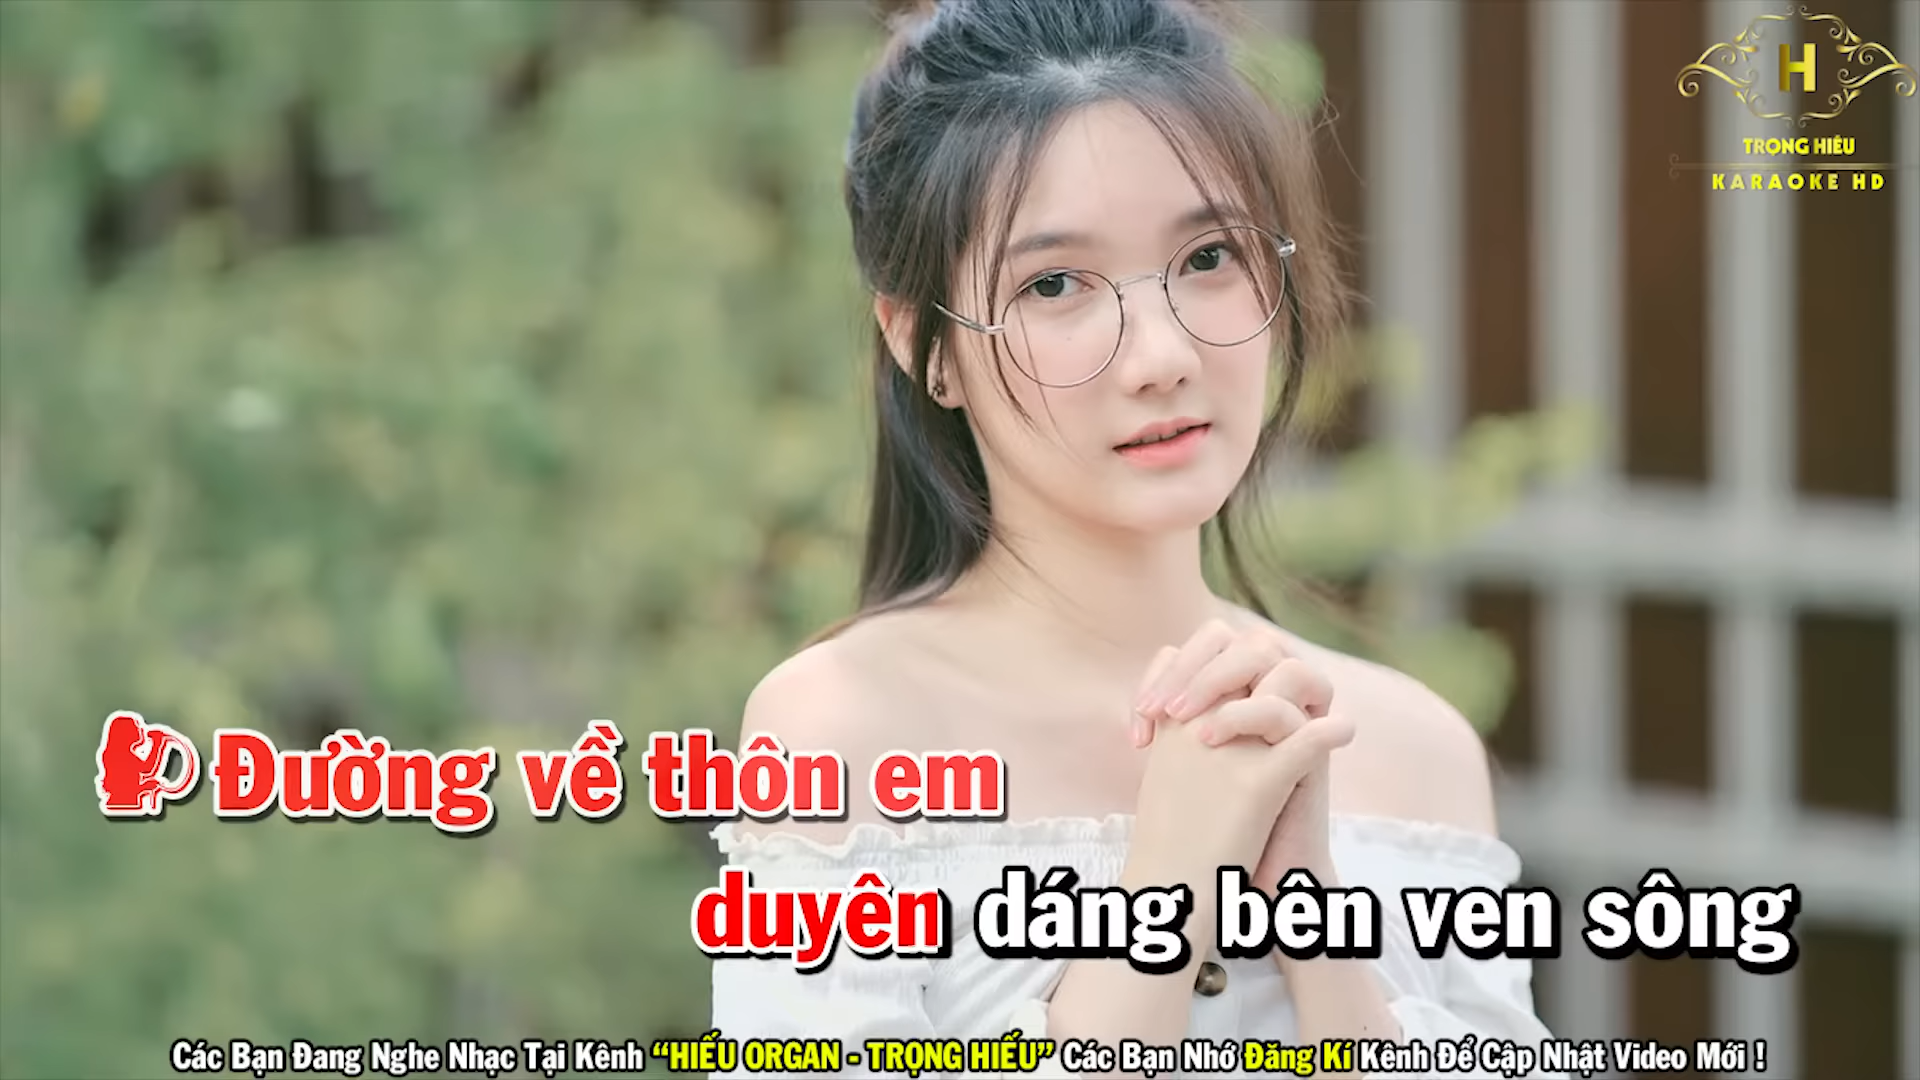 H
TRỌNG HIẾU
KARAOKE HD
Đường về thôn em
duyên dáng bên ven sông
Các Bạn Đang Nghe Nhạc Tại Kênh “HIẾU ORGAN - TRỌNG HIẾU” Các Bạn Nhớ Đăng Kí Kênh Để Cập Nhật Video Mới !